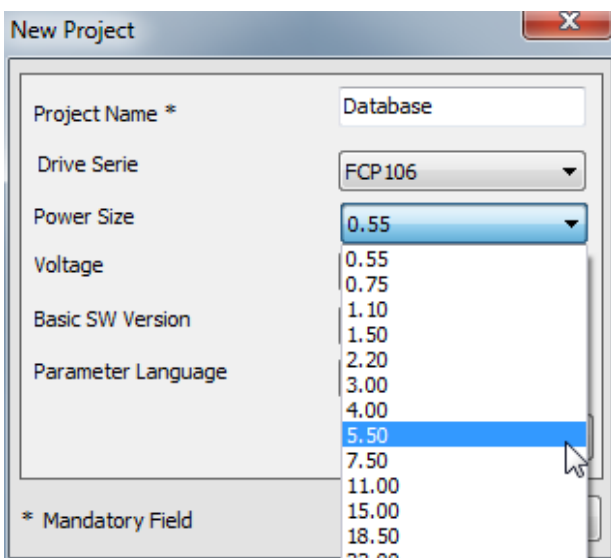 New Project
Project Name * Database
Drive Serie FCP106
Power Size 0.55
Voltage 0.55
0.75
1.10
Basic SW Version 1.50
2.20
Parameter Language 3.00
4.00
5.50
7.50
11.00
* Mandatory Field 15.00
18.50